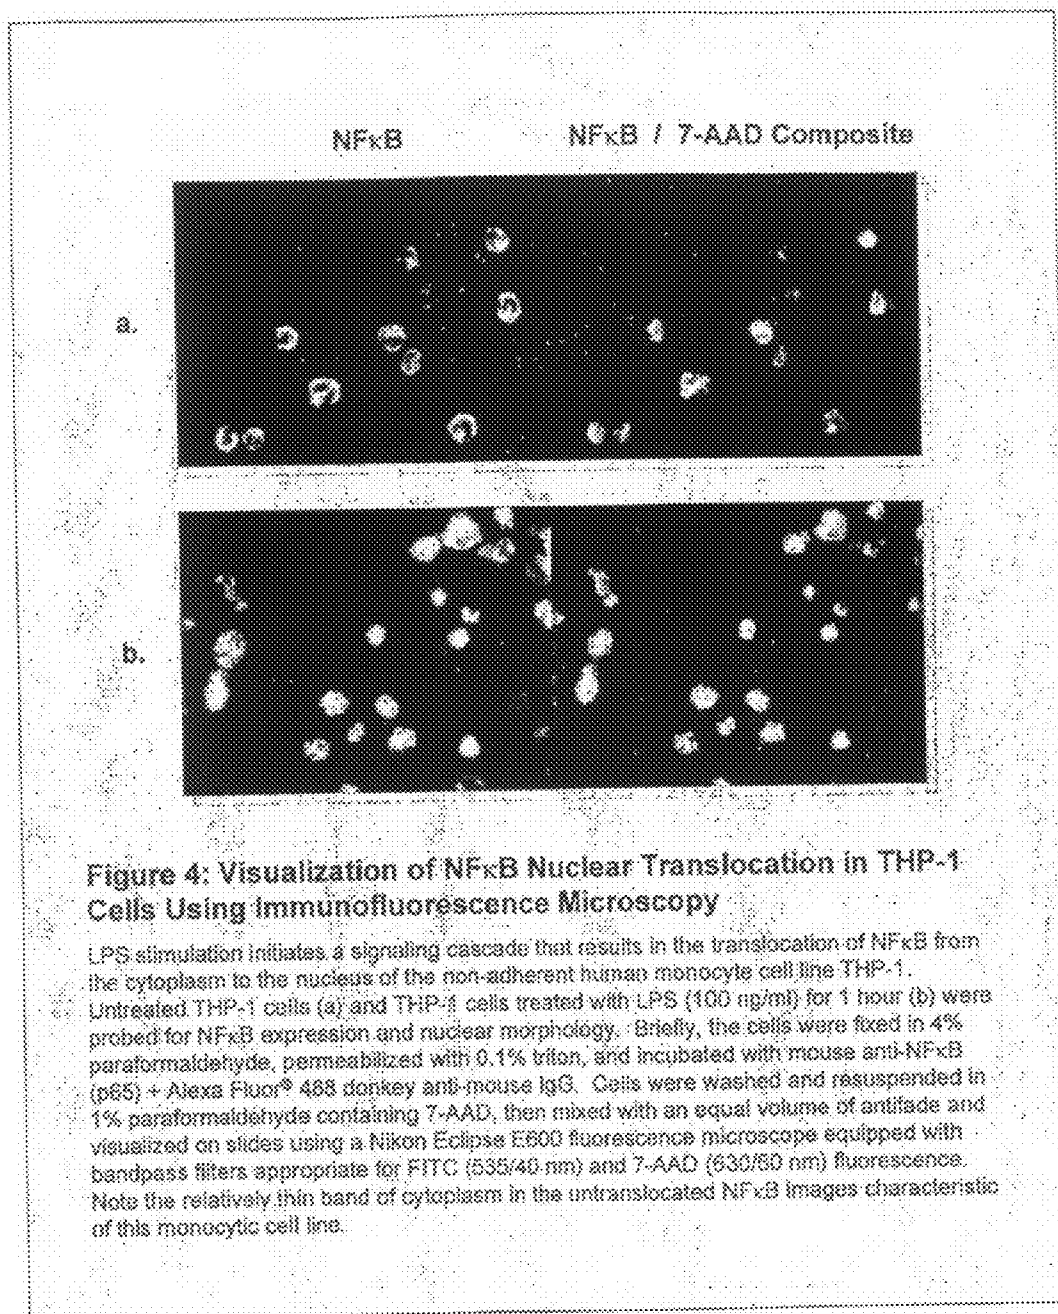 NFκB NFκB / 7-AAD Composite
a.
b.
Figure 4: Visualization of NFκB Nuclear Translocation in THP-1
Cells Using Immunofluorescence Microscopy
LPS stimulation initiates a signaling cascade that results in the translocation of NFκB from
the cytoplasm to the nucleus of the non-adherent human monocyte cell line THP-1.
Untreated THP-1 cells (a) and THP-1 cells treated with LPS (100 ng/ml) for 1 hour (b) were
probed for NFκB expression and nuclear morphology. Briefly, the cells were fixed in 4%
paraformaldehyde, permeabilized with 0.1% triton, and incubated with mouse anti-NFκB
(p65) + Alexa Fluor® 488 donkey anti-mouse IgG. Cells were washed and resuspended in
1% paraformaldehyde containing 7-AAD, then mixed with an equal volume of antifade and
visualized on slides using a Nikon Eclipse E600 fluorescence microscope equipped with
bandpass filters appropriate for FITC (535/40 nm) and 7-AAD (630/60 nm) fluorescence.
Note the relatively thin band of cytoplasm in the untranslocated NFκB images characteristic
of this monocytic cell line.